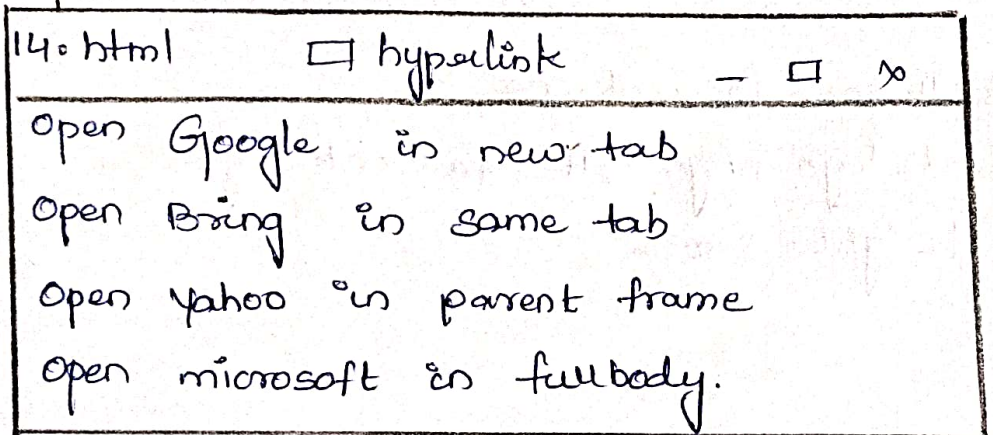 14. html hyperlink
Open Google in new tab
Open Bring in same tab
Open yahoo in parent frame
Open microsoft in fullbody.